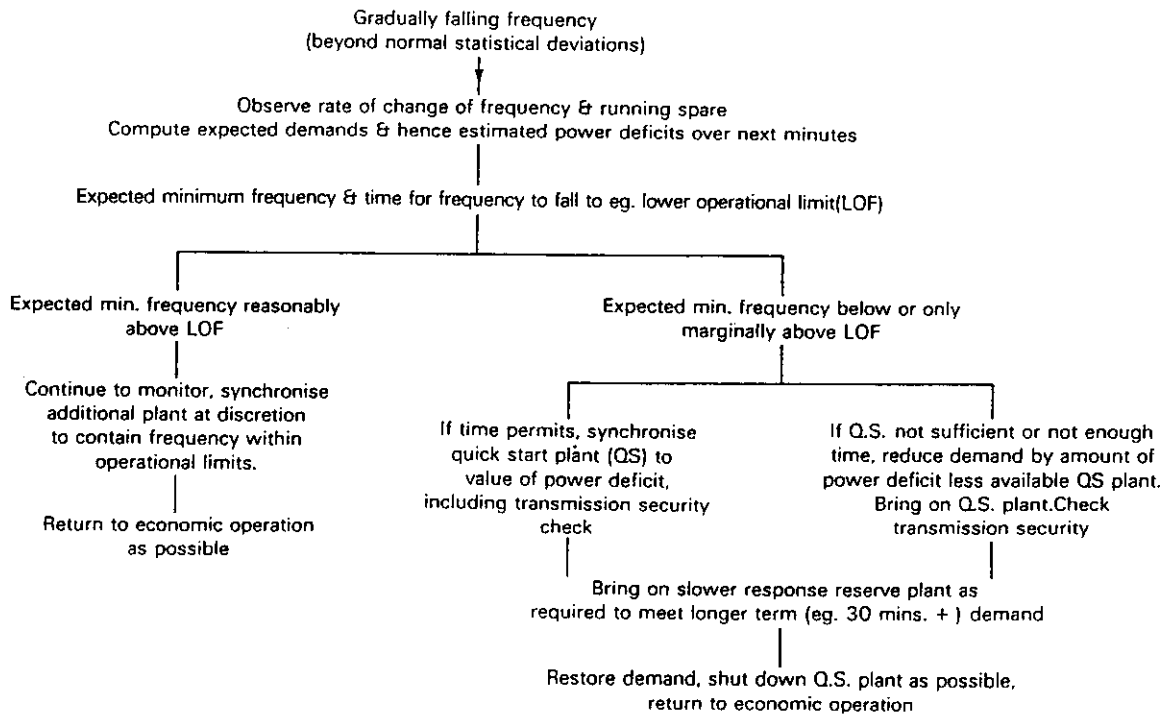 Gradually falling frequency
(beyond normal statistical deviations)
Observe rate of change of frequency & running spare
Compute expected demands & hence estimated power deficits over next minutes
Expected minimum frequency & time for frequency to fall to eg. lower operational limit(LOF)
Expected min. frequency reasonably
above LOF
Continue to monitor, synchronise
additional plant at discretion
to contain frequency within
operational limits.
Return to economic operation
as possible
Expected min. frequency below or only
marginally above LOF
If time permits, synchronise
quick start plant (QS) to
value of power deficit,
including transmission security
check
If Q.S. not sufficient or not enough
time, reduce demand by amount of
power deficit less available QS plant.
Bring on Q.S. plant.Check
transmission security
Bring on slower response reserve plant as
required to meet longer term (eg. 30 mins. + ) demand
Restore demand, shut down Q.S. plant as possible,
return to economic operation